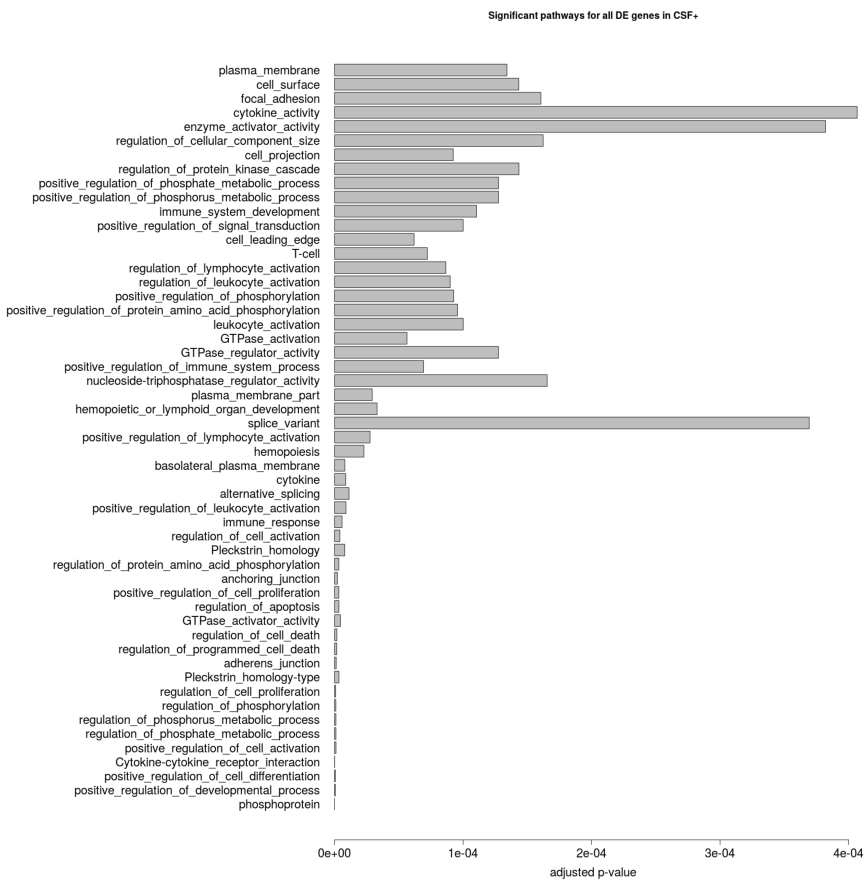 Significant pathways for all DE genes in CSF+
plasma_membrane
cell_surface
focal_adhesion
cytokine_activity
enzyme_activator_activity
regulation_of_cellular_component_size
cell_projection
regulation_of_protein_kinase_cascade
positive_regulation_of_phosphate_metabolic_process
positive_regulation_of_phosphorus_metabolic_process
immune_system_development
positive_regulation_of_signal_transduction
cell_leading_edge
T-cell
regulation_of_lymphocyte_activation
regulation_of_leukocyte_activation
positive_regulation_of_phosphorylation
positive_regulation_of_protein_amino_acid_phosphorylation
leukocyte_activation
GTPase_activation
GTPase_regulator_activity
positive_regulation_of_immune_system_process
nucleoside-triphosphatase_regulator_activity
plasma_membrane_part
hemopoietic_or_lymphoid_organ_development
splice_variant
positive_regulation_of_lymphocyte_activation
hemopoiesis
basolateral_plasma_membrane
cytokine
alternative_splicing
positive_regulation_of_leukocyte_activation
immune_response
regulation_of_cell_activation
Pleckstrin_homology
regulation_of_protein_amino_acid_phosphorylation
anchoring_junction
positive_regulation_of_cell_proliferation
regulation_of_apoptosis
GTPase_activator_activity
regulation_of_cell_death
regulation_of_programmed_cell_death
adherens_junction
Pleckstrin_homology-type
regulation_of_cell_proliferation
regulation_of_phosphorylation
regulation_of_phosphorus_metabolic_process
regulation_of_phosphate_metabolic_process
positive_regulation_of_cell_activation
Cytokine-cytokine_receptor_interaction
positive_regulation_of_cell_differentiation
positive_regulation_of_developmental_process
phosphoprotein
0e+00 1e-04 2e-04 3e-04 4e-04
adjusted p-value